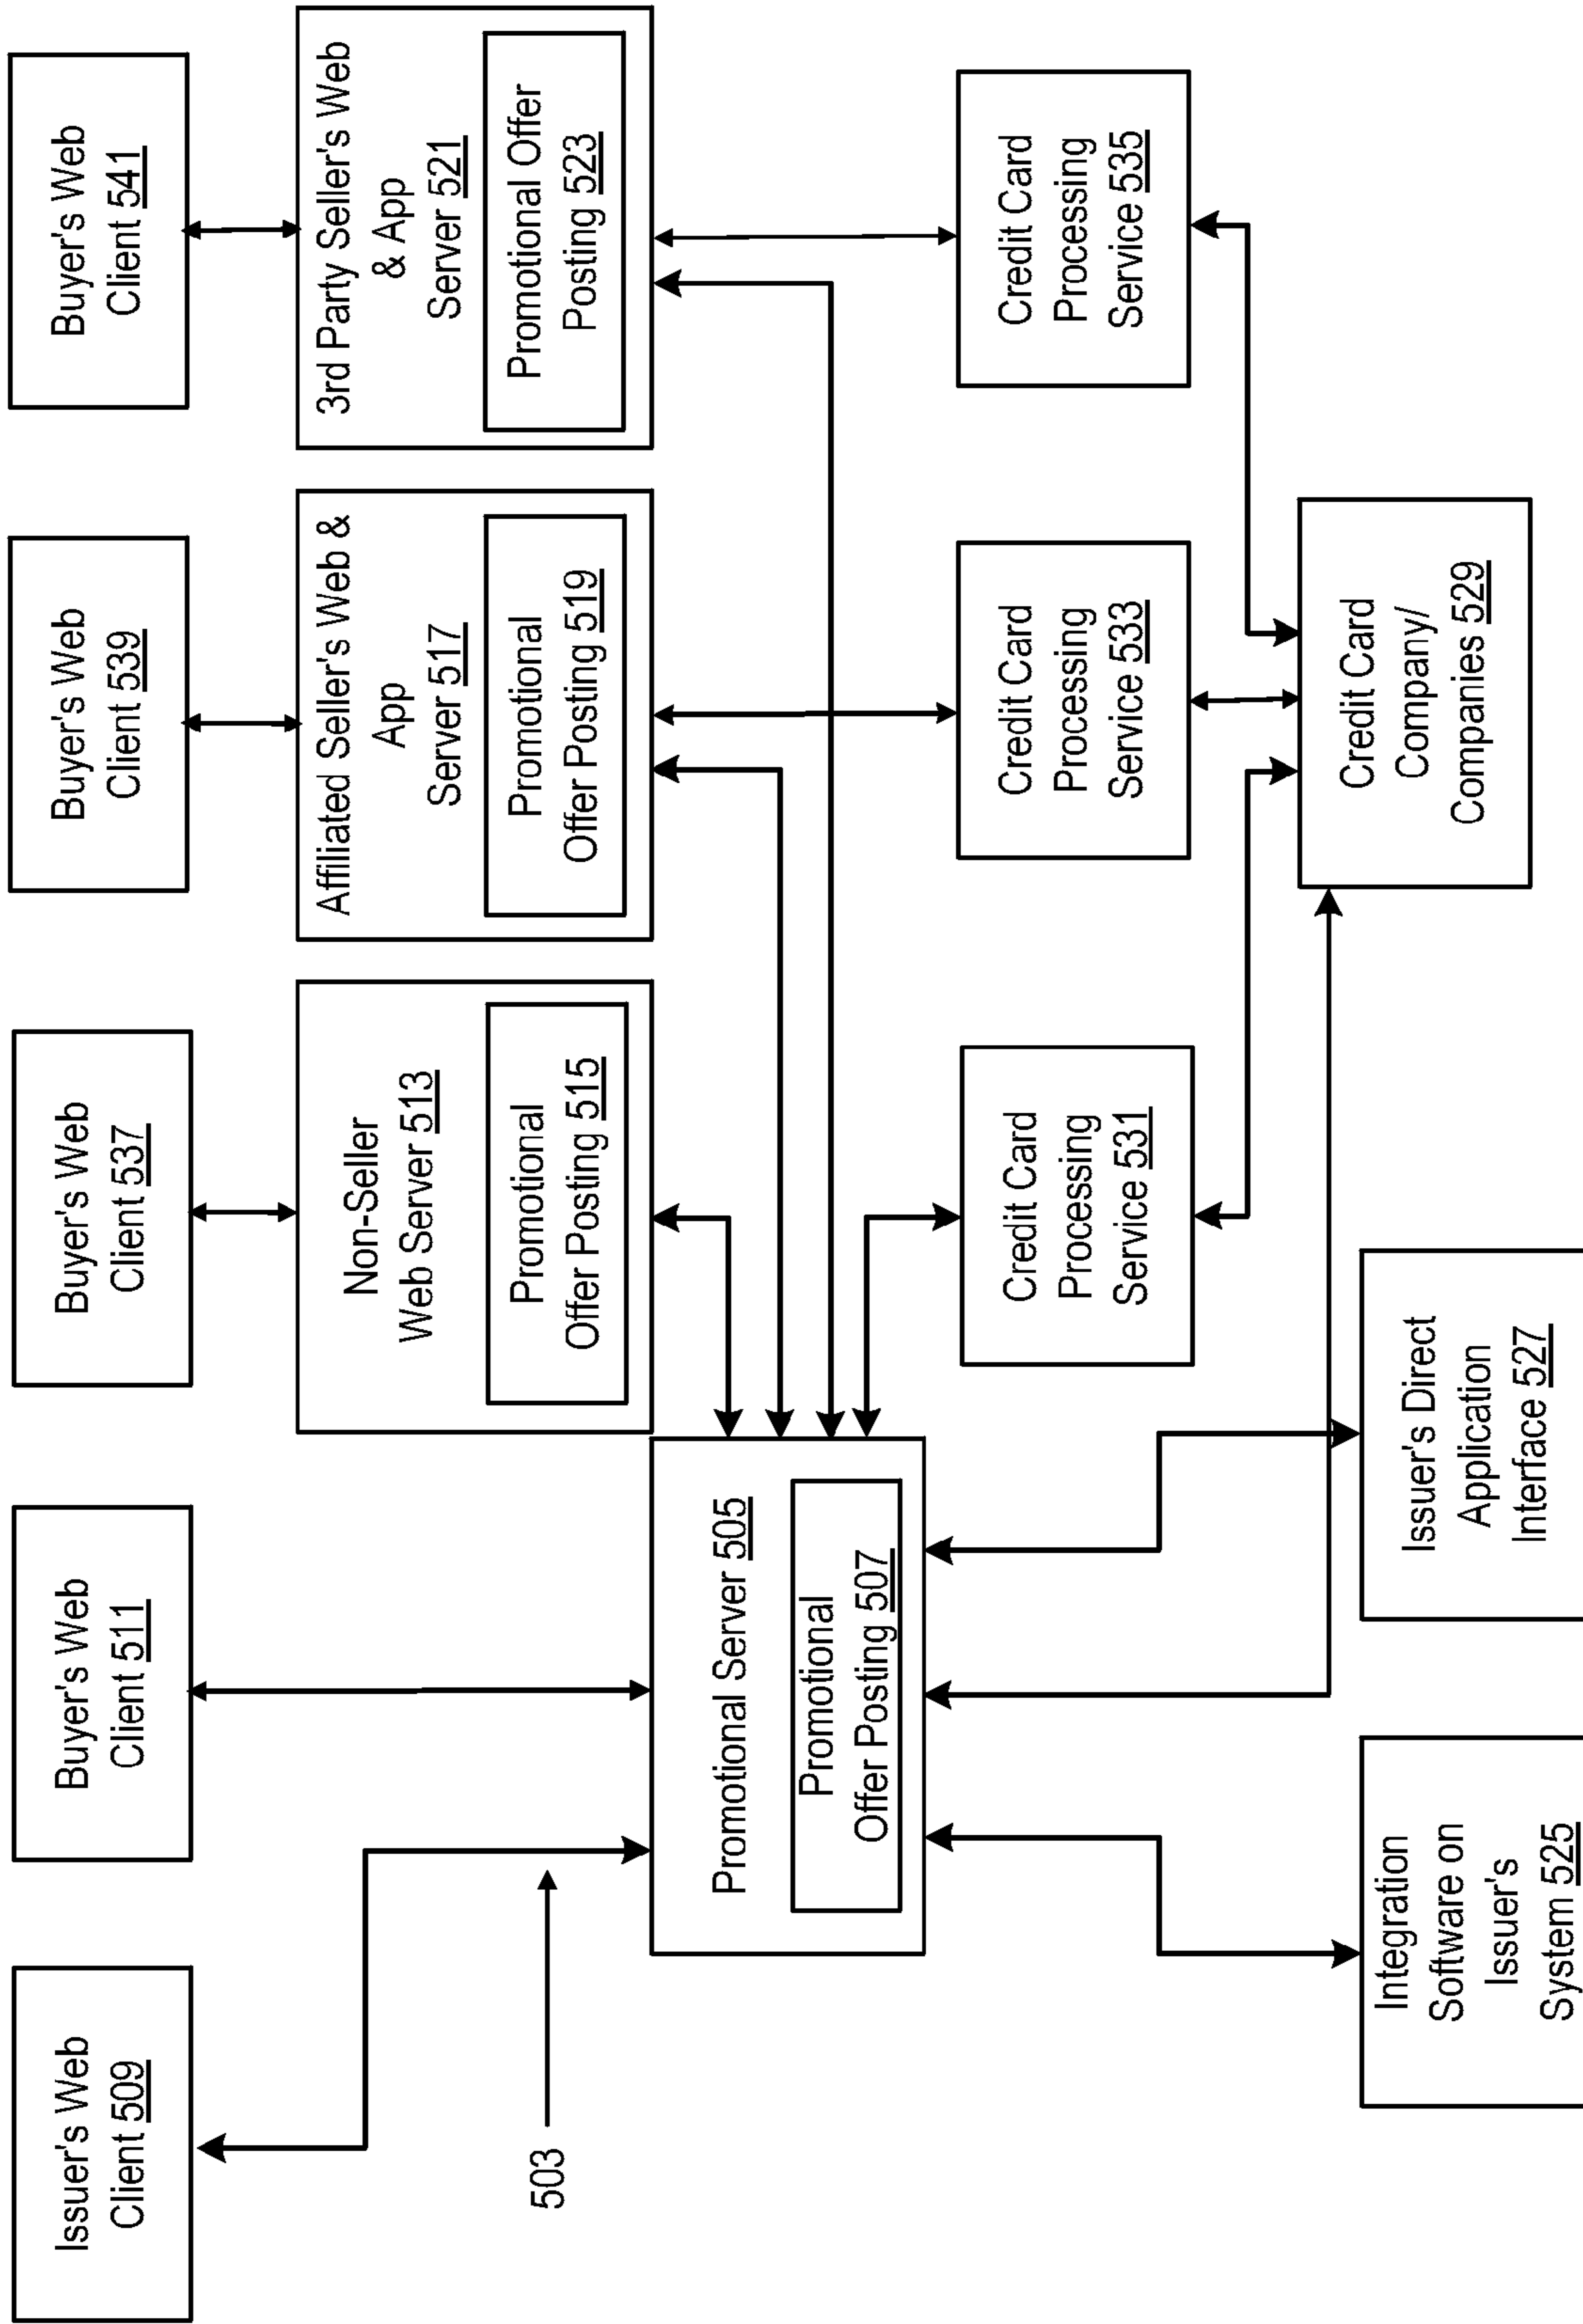 Issuer's Web
Client 509
Buyer's Web
Client 511
Buyer's Web
Client 537
Buyer's Web
Client 539
Buyer's Web
Client 541
Non-Seller
Web Server 513
Promotional
Offer Posting 515
Affiliated Seller's Web &
App
Server 517
Promotional
Offer Posting 519
3rd Party Seller's Web
& App
Server 521
Promotional Offer
Posting 523
503
Promotional Server 505
Promotional
Offer Posting 507
Credit Card
Processing
Service 531
Credit Card
Processing
Service 533
Credit Card
Processing
Service 535
Integration
Software on
Issuer's
System 525
Issuer's Direct
Application
Interface 527
Credit Card
Company/
Companies 529